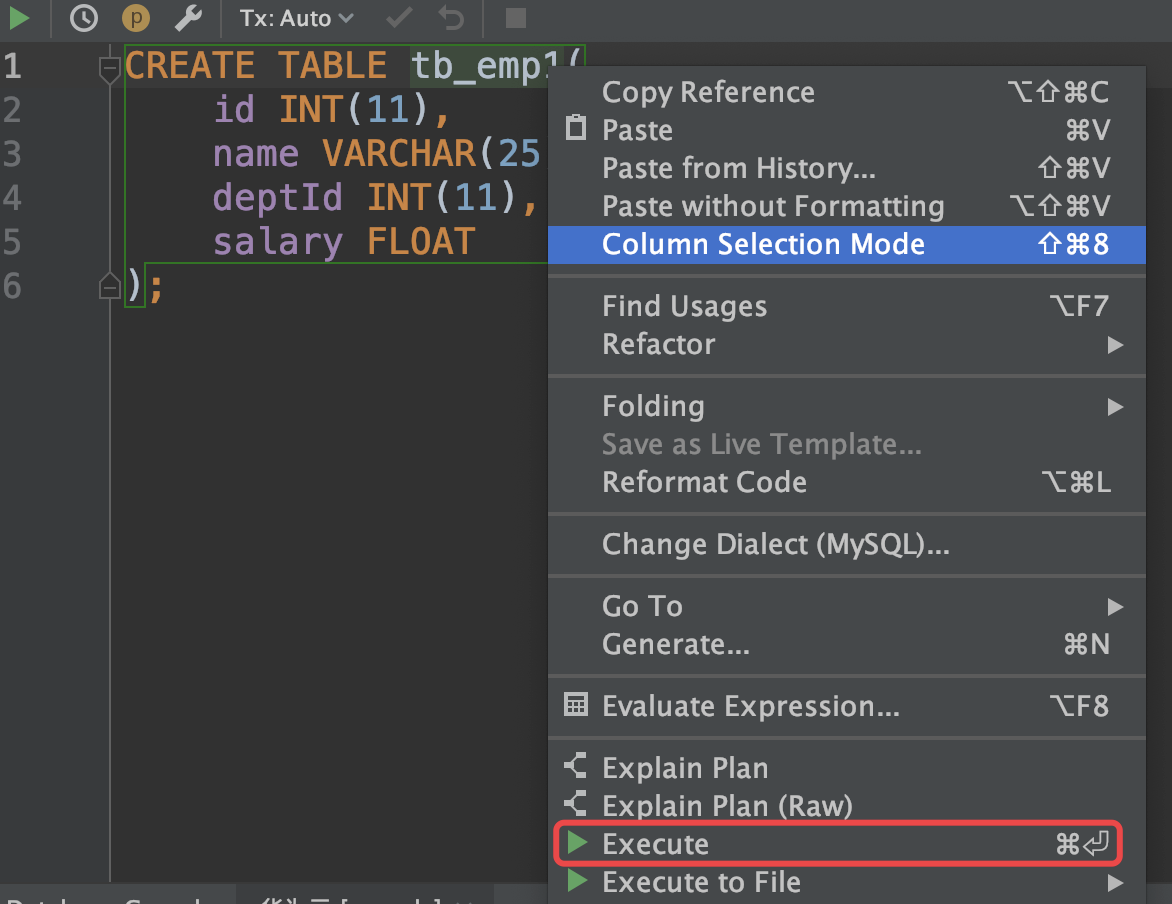 p Tx: Auto
1 CREATE TABLE tb_emp1(
2 id INT(11),
3 name VARCHAR(25
4 deptId INT(11),
5 salary FLOAT
6 );
Copy Reference ⌥⇧⌘C
Paste ⌘V
Paste from History... ⇧⌘V
Paste without Formatting ⌥⇧⌘V
Column Selection Mode ⇧⌘8
Find Usages ⌥F7
Refactor
Folding
Save as Live Template...
Reformat Code ⌥⌘L
Change Dialect (MySQL)...
Go To
Generate... ⌘N
Evaluate Expression... ⌥F8
Explain Plan
Explain Plan (Raw)
Execute ⌘⏎
Execute to File